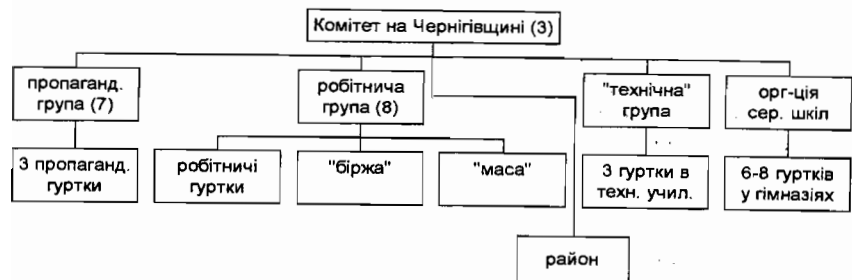 Комітет на Чернігівщині (3)
пропаганд.
група (7)
робітнича
група (8)
"технічна"
група
орг-ція
сер. шкіл
3 пропаганд.
гуртки
робітничі
гуртки
"біржа"
"маса"
3 гуртки в
техн. учил.
6-8 гуртків
у гімназіях
район